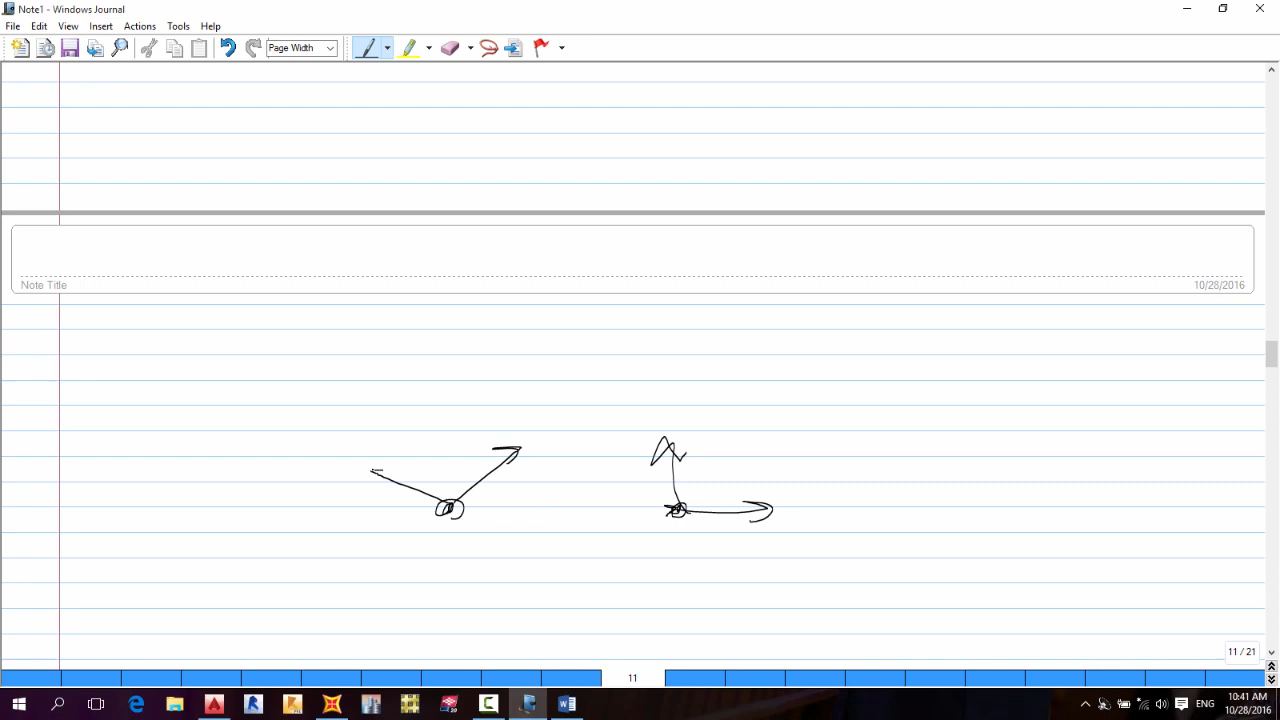 Note1 - Windows Journal
File Edit View Insert Actions Tools Help
Page Width
Note Title 10/28/2016
11 / 21
11
ENG 10:41 AM
10/28/2016